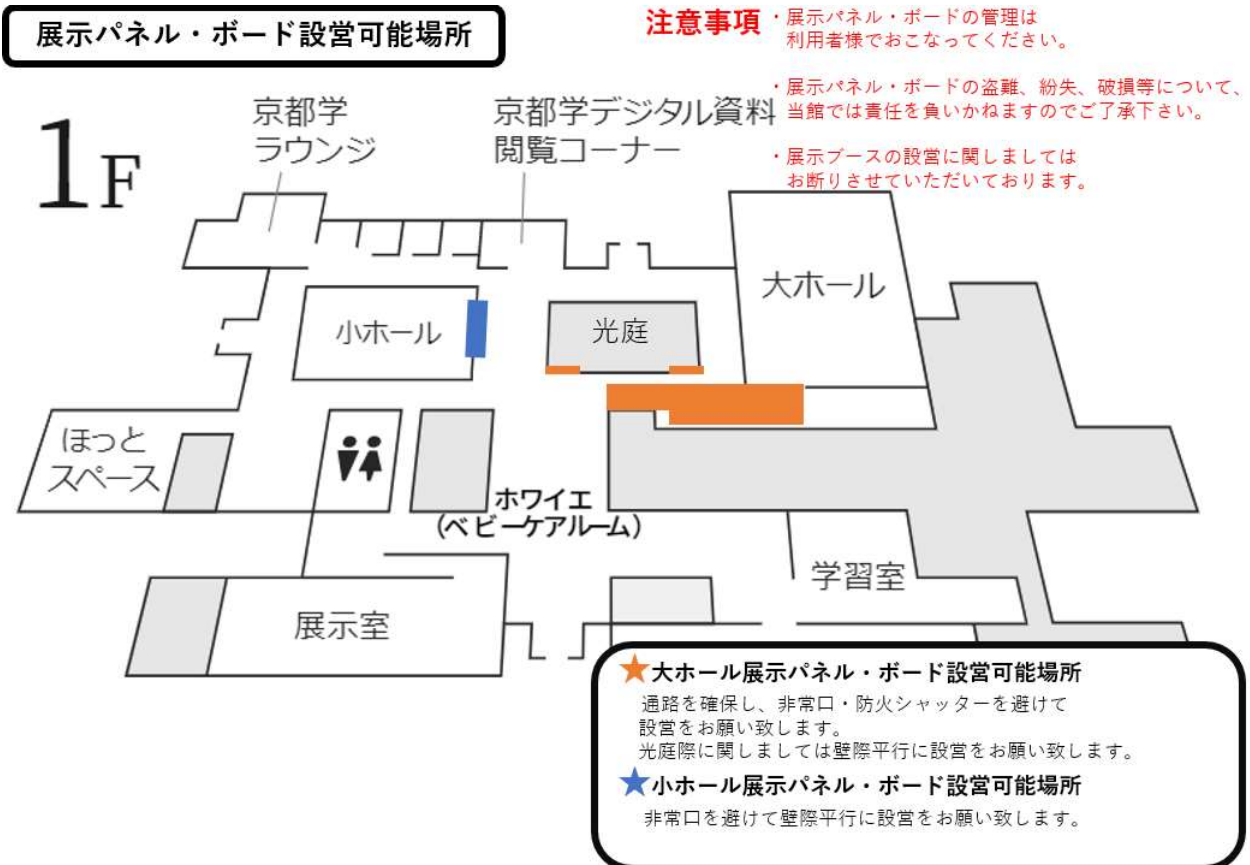 展示パネル・ボード設営可能場所
注意事項
・展示パネル・ボードの管理は
利用者様でおこなってください。
・展示パネル・ボードの盗難、紛失、破損等について、
当館では責任を負いかねますのでご了承下さい。
・展示ブースの設営に関しましては
お断りさせていただいております。
1F
京都学
ラウンジ
京都学デジタル資料
閲覧コーナー
大ホール
小ホール
光庭
ほっと
スペース
ホワイエ
(ベビーケアルーム)
学習室
展示室
★大ホール展示パネル・ボード設営可能場所
通路を確保し、非常口・防火シャッターを避けて
設営をお願い致します。
光庭際に関しましては壁際平行に設営をお願い致します。
★小ホール展示パネル・ボード設営可能場所
非常口を避けて壁際平行に設営をお願い致します。